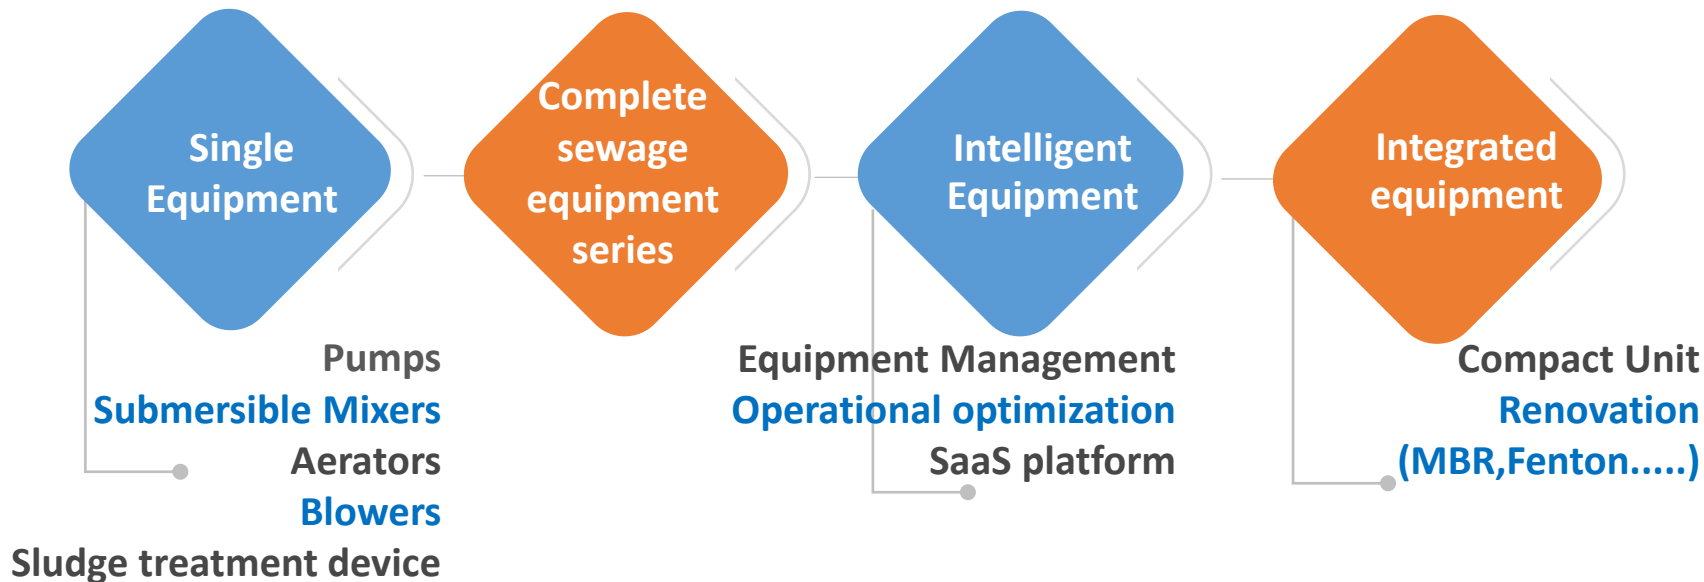 Single
Equipment
Complete
sewage
equipment
series
Intelligent
Equipment
Integrated
equipment
Pumps
Submersible Mixers
Aerators
Blowers
Sludge treatment device
Equipment Management
Operational optimization
SaaS platform
Compact Unit
Renovation
(MBR,Fenton.....)